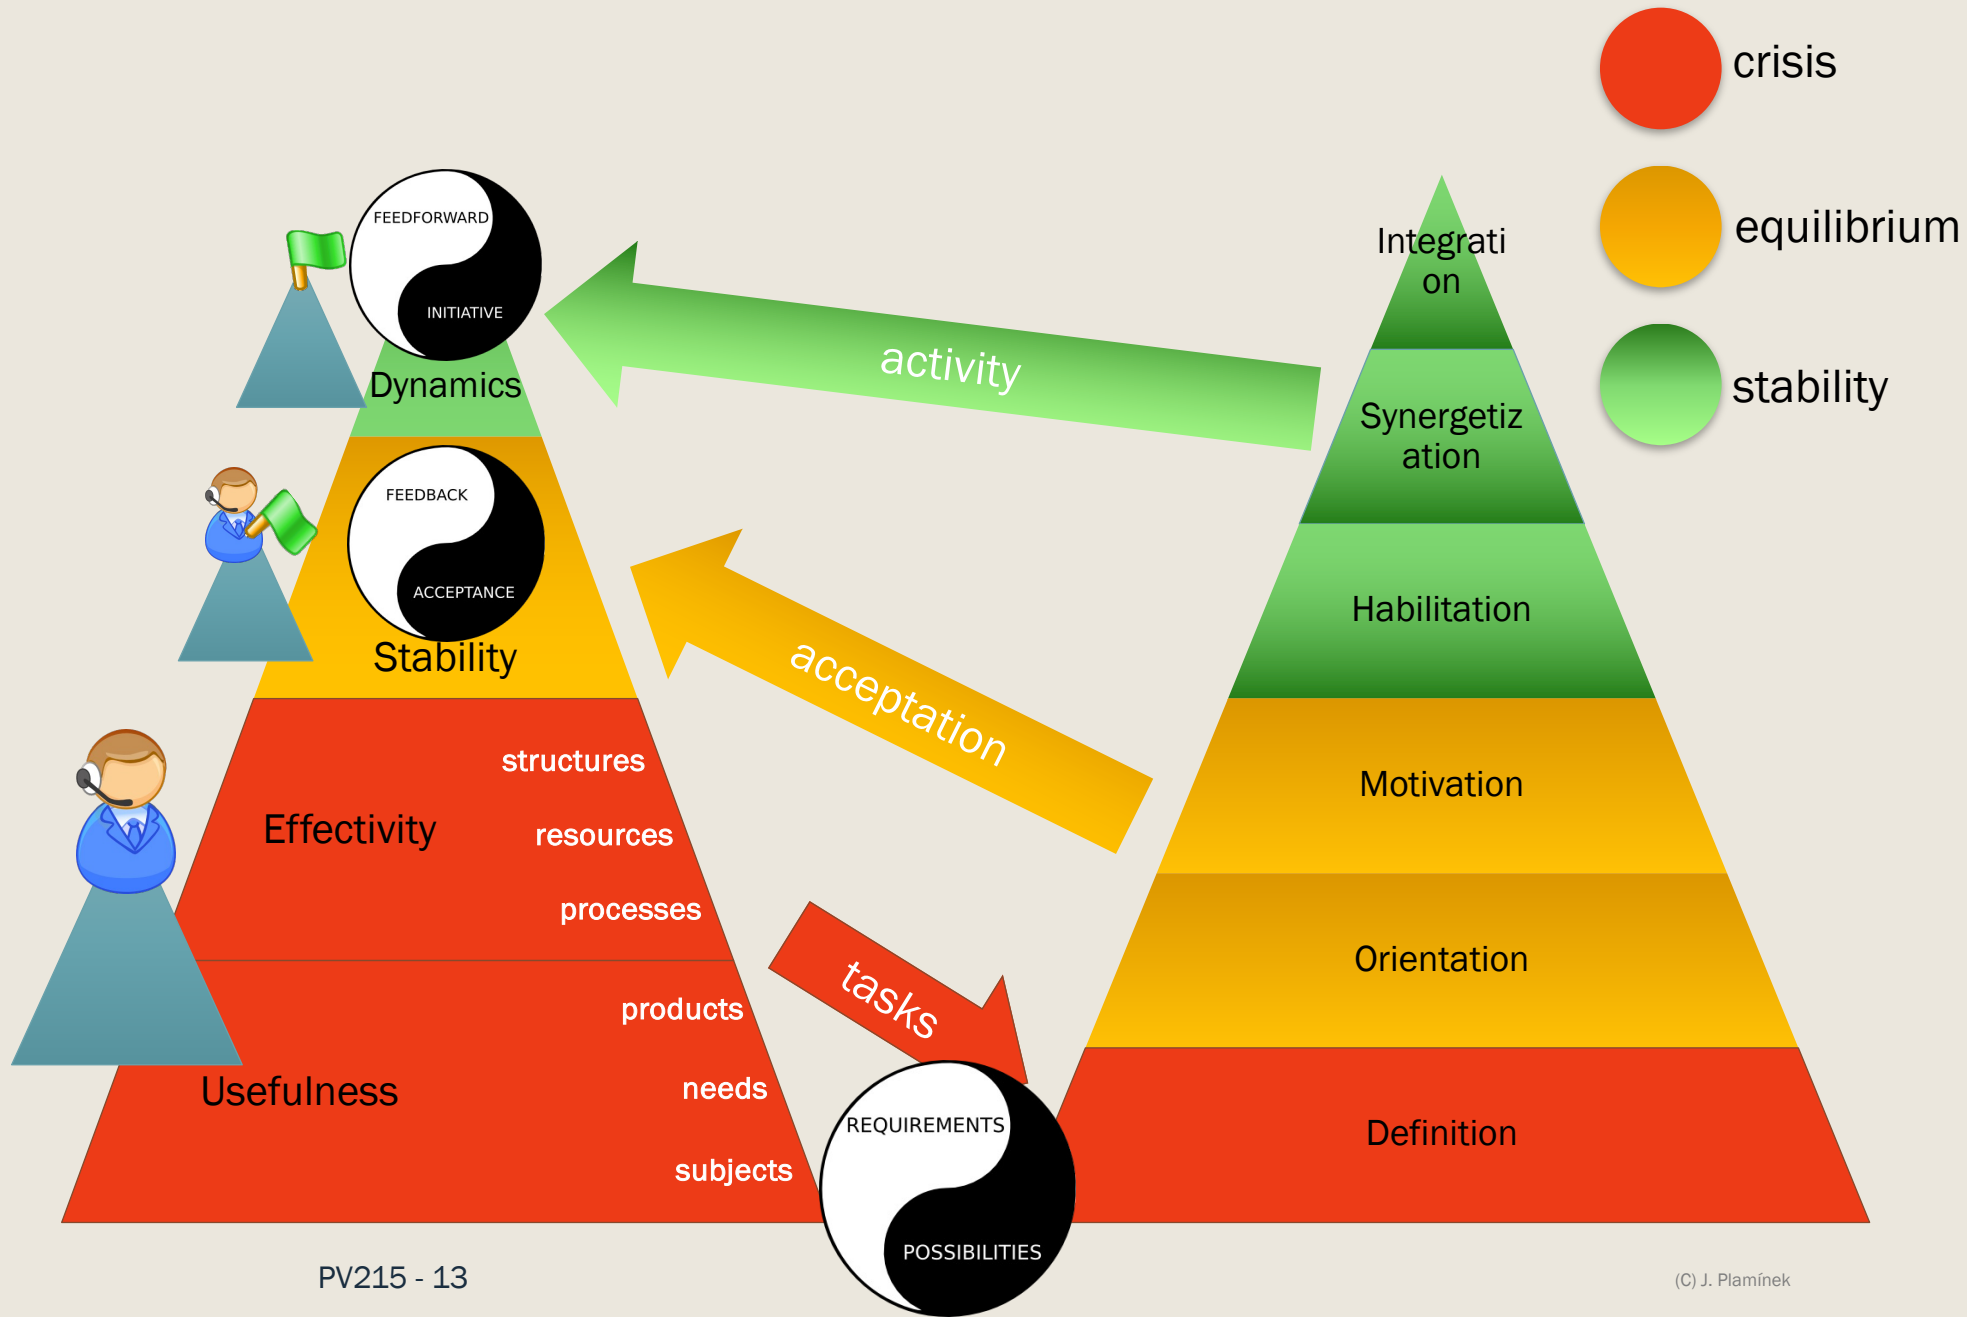 crisis
equilibrium
stability
FEEDFORWARD
INITIATIVE
Dynamics
FEEDBACK
ACCEPTANCE
Stability
structures
Effectivity
resources
processes
products
needs
Usefulness
subjects
activity
acceptation
tasks
REQUIREMENTS
POSSIBILITIES
Integrati
on
Synergetiz
ation
Habilitation
Motivation
Orientation
Definition
PV215 - 13
(C) J. Plamínek